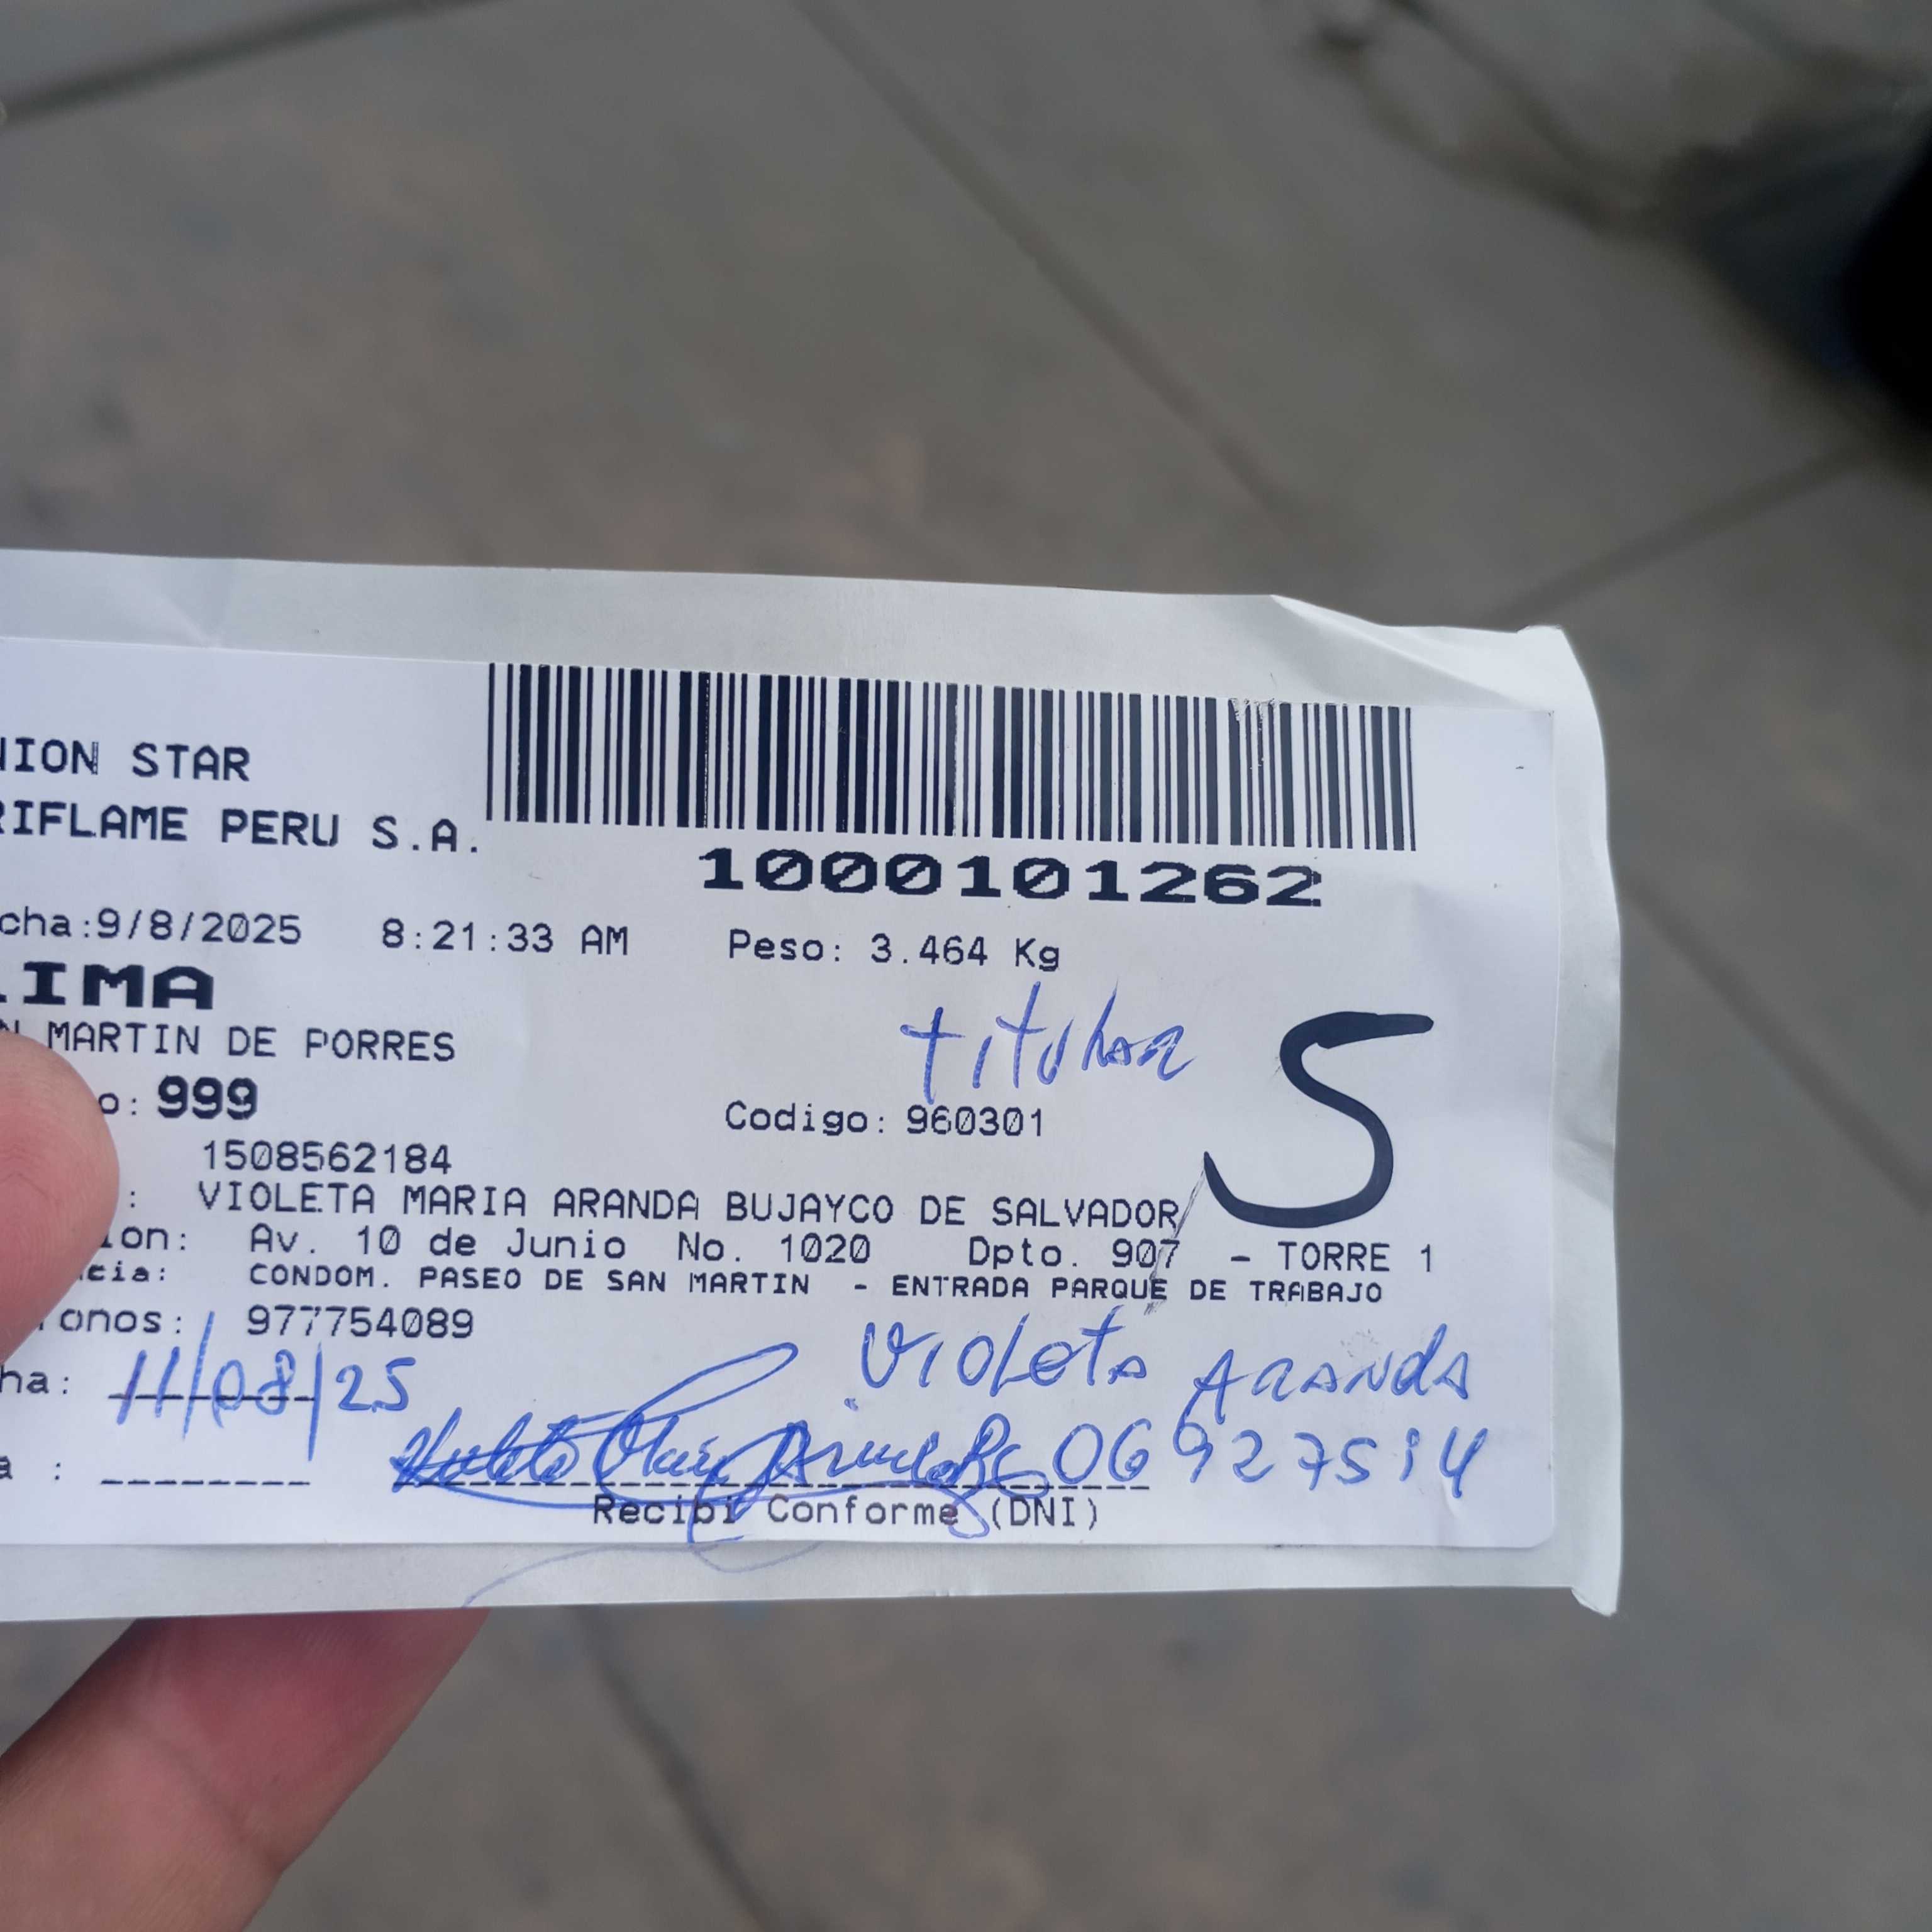 NION STAR
RIFLAME PERU S.A.
1000101262
cha:9/8/2025 8:21:33 AM Peso: 3.464 Kg
LIMA
N MARTIN DE PORRES
titular
S
o: 999
Codigo: 960301
1508562184
: VIOLETA MARIA ARANDA BUJAYCO DE SALVADOR
ion: Av. 10 de Junio No. 1020 Dpto. 907 - TORRE 1
cia: CONDOM. PASEO DE SAN MARTIN - ENTRADA PARQUE DE TRABAJO
onos: 977754089
Violeta Aranda
ha: 11/08/25
a : 06927514
Recibi Conforme (DNI)